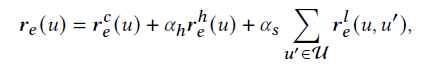 r_e(u) = r_e^c(u) + α_h r_e^h(u) + α_s ∑_{u'∈𝒰} r_e^l(u, u'),